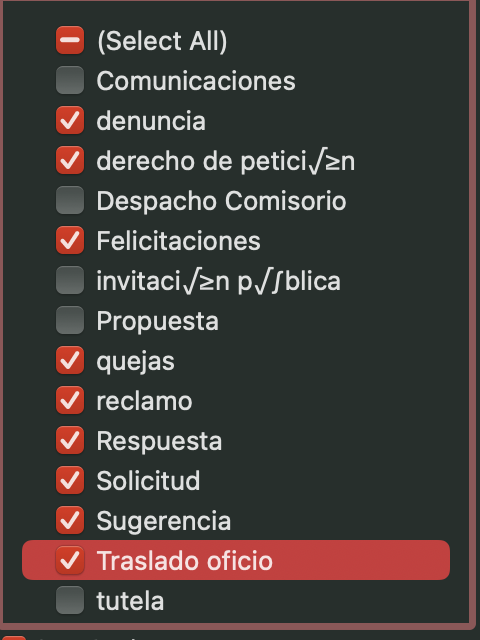 (Select All)
Comunicaciones
denuncia
derecho de petici√≥n
Despacho Comisorio
Felicitaciones
invitaci√≥n p√∫blica
Propuesta
quejas
reclamo
Respuesta
Solicitud
Sugerencia
Traslado oficio
tutela